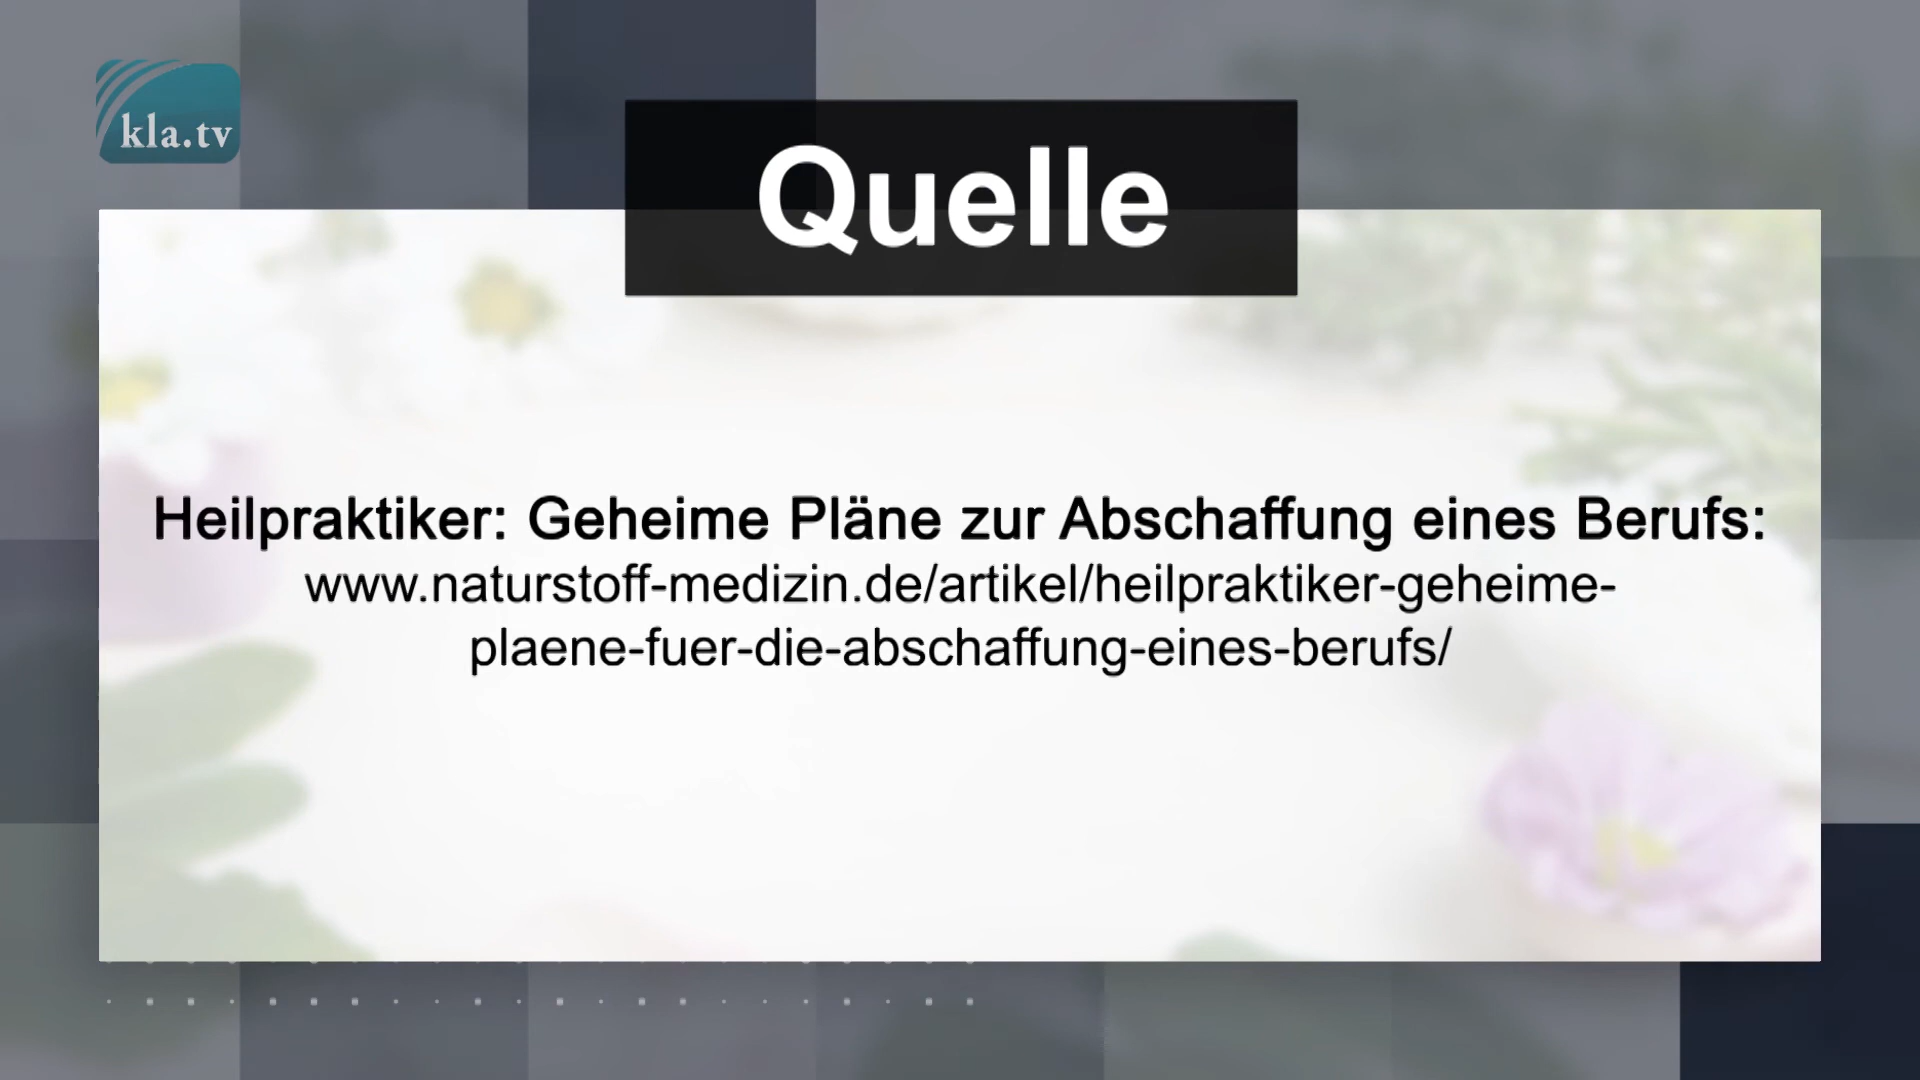 kla.tv
Quelle
Heilpraktiker: Geheime Pläne zur Abschaffung eines Berufs:
www.naturstoff-medizin.de/artikel/heilpraktiker-geheime-
plaene-fuer-die-abschaffung-eines-berufs/